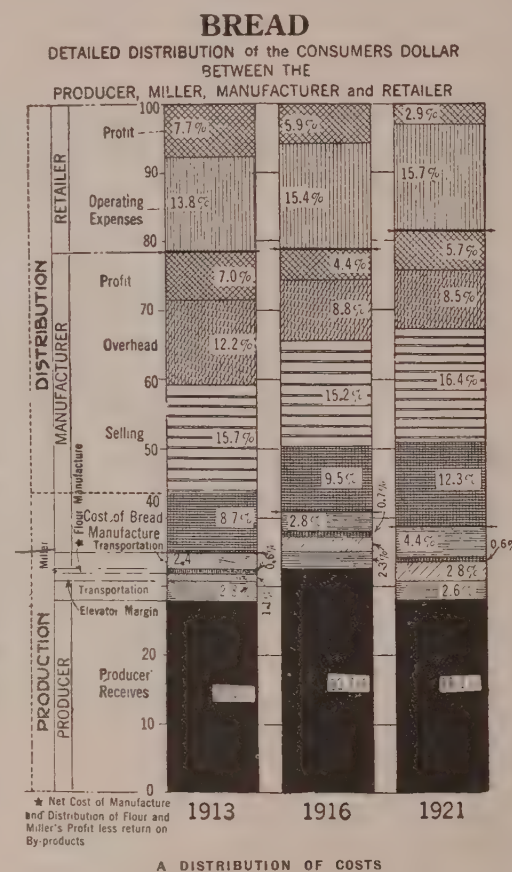 BREAD
DETAILED DISTRIBUTION of the CONSUMERS DOLLAR
BETWEEN THE
PRODUCER, MILLER, MANUFACTURER and RETAILER
DISTRIBUTION
PRODUCTION
RETAILER
MANUFACTURER
Miller
PRODUCER
★ Flour Manufacture
Profit
Operating
Expenses
Profit
Overhead
Selling
Cost of Bread
Manufacture
Transportation
Transportation
Elevator Margin
Producer
Receives
100
90
80
70
60
50
40
20
10
0
7.7%
13.8%
7.0%
12.2%
15.7%
8.7%
2.4
0.6%
5.9%
15.4%
4.4%
8.8%
15.2%
9.5%
2.8%
0.7%
2.3%
2.9%
15.7%
5.7%
8.5%
16.4%
12.3%
4.4%
0.6%
2.8%
2.6%
1913 1916 1921
★ Net Cost of Manufacture
and Distribution of Flour and
Miller's Profit less return on
By-products
A DISTRIBUTION OF COSTS